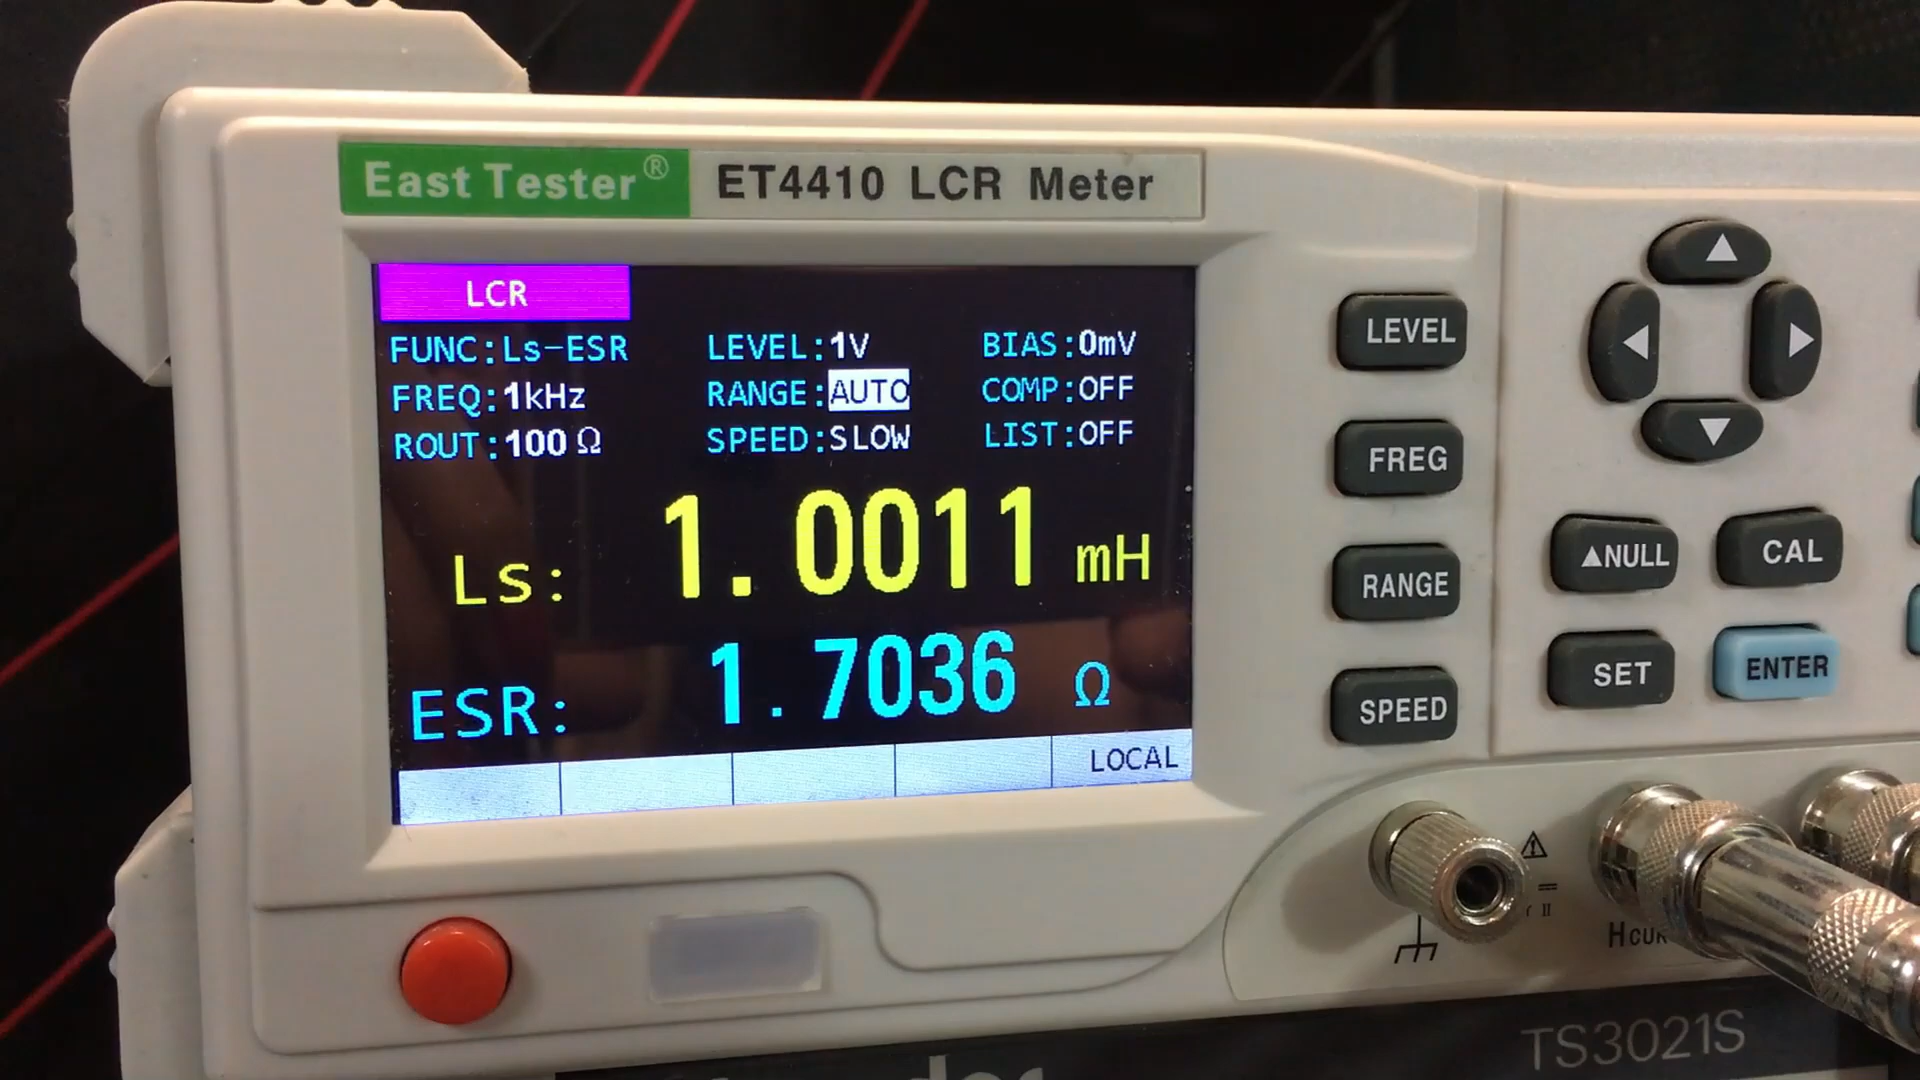 East Tester® ET4410 LCR Meter
LCR
FUNC:Ls-ESR LEVEL:1V BIAS:0mV
FREQ:1kHz RANGE:AUTO COMP:OFF
ROUT:100Ω SPEED:SLOW LIST:OFF
Ls: 1.0011 mH
ESR: 1.7036 Ω
LOCAL
LEVEL
FREG
RANGE
SPEED
▲NULL
CAL
SET
ENTER
HCUR
TS3021S